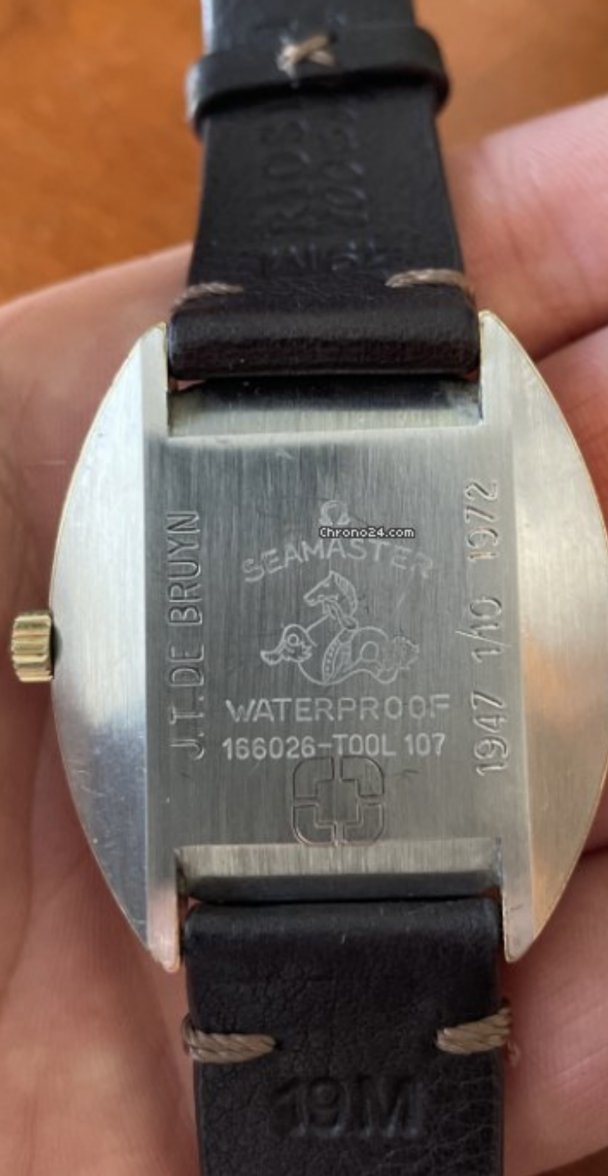 Ω
Chrono24.com
SEAMASTER
WATERPROOF
166026-TOOL 107
J.T. DE BRUYN
1947 1/10 1972
19M